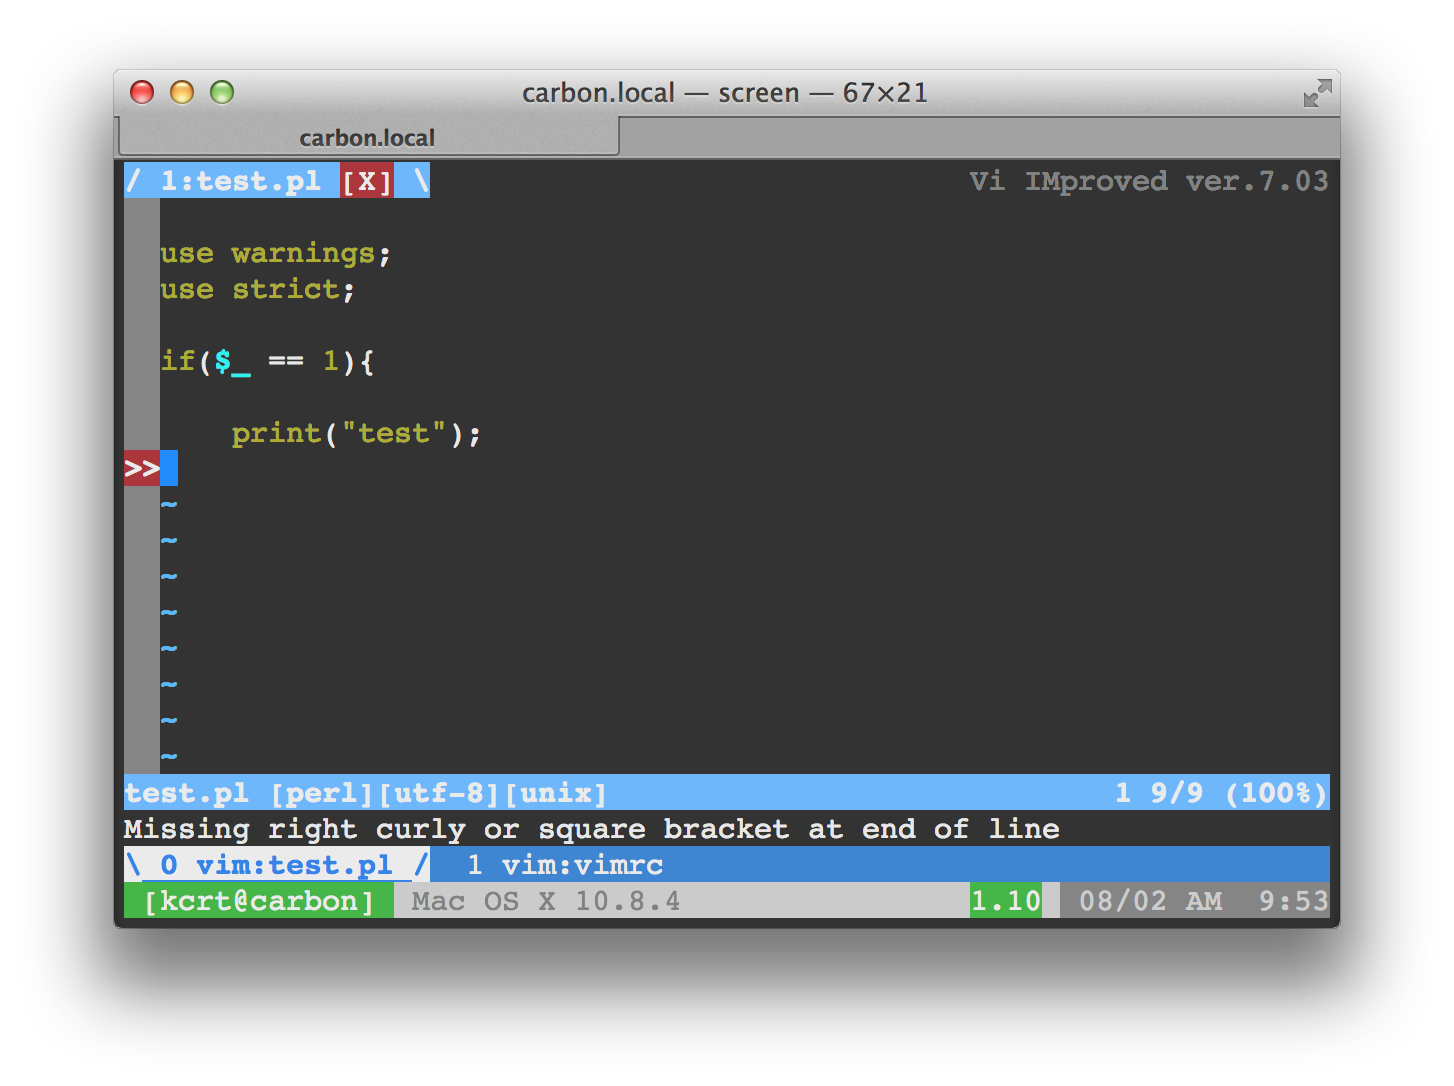 carbon.local — screen — 67×21
carbon.local
/ 1:test.pl [X] \ Vi IMproved ver.7.03
use warnings;
use strict;
if($_ == 1){
print("test");
>>
~
~
~
~
~
~
~
~
test.pl [perl][utf-8][unix] 1 9/9 (100%)
Missing right curly or square bracket at end of line
\ 0 vim:test.pl / 1 vim:vimrc
[kcrt@carbon] Mac OS X 10.8.4 1.10 08/02 AM 9:53